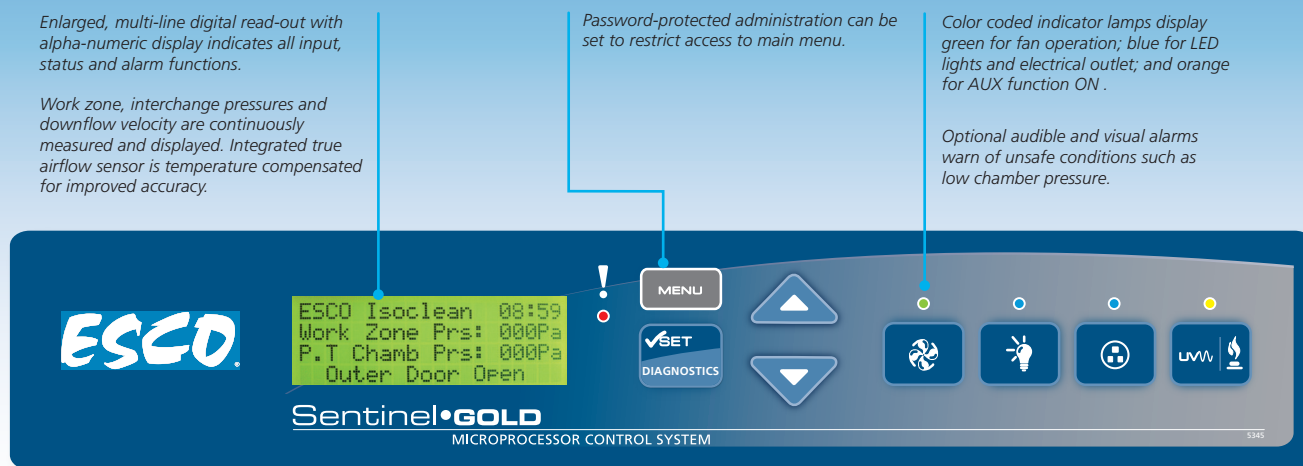 Enlarged, multi-line digital read-out with
alpha-numeric display indicates all input,
status and alarm functions.
Work zone, interchange pressures and
downflow velocity are continuously
measured and displayed. Integrated true
airflow sensor is temperature compensated
for improved accuracy.
Password-protected administration can be
set to restrict access to main menu.
Color coded indicator lamps display
green for fan operation; blue for LED
lights and electrical outlet; and orange
for AUX function ON .
Optional audible and visual alarms
warn of unsafe conditions such as
low chamber pressure.
ESCO
ESCO Isoclean 08:59
Work Zone Prs: 000Pa
P.T Chamb Prs: 000Pa
Outer Door Open
!
MENU
SET
DIAGNOSTICS
UV
Sentinel•GOLD
MICROPROCESSOR CONTROL SYSTEM
5345